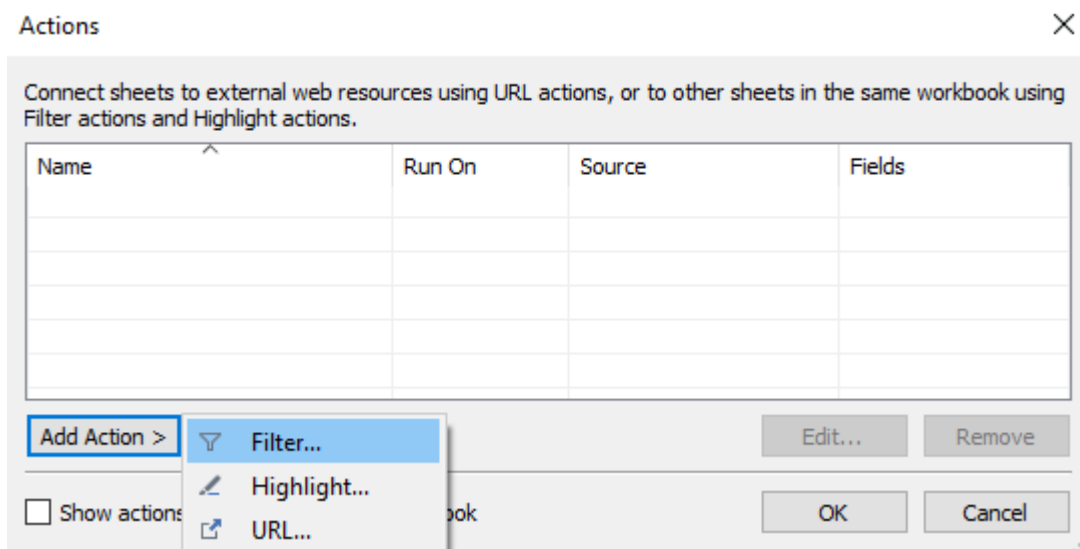 Actions
Connect sheets to external web resources using URL actions, or to other sheets in the same workbook using
Filter actions and Highlight actions.
Name Run On Source Fields
Add Action > Filter... Edit... Remove
Highlight...
Show actions OK Cancel
URL...